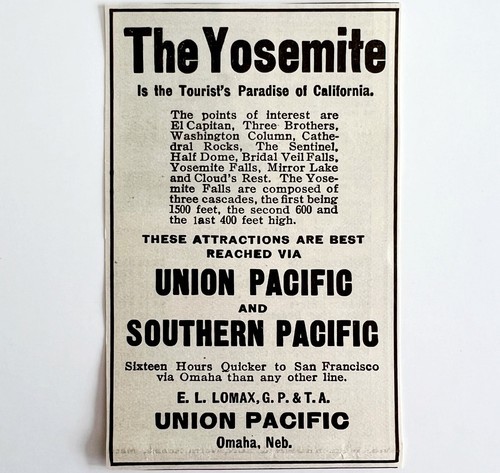 The Yosemite
Is the Tourist's Paradise of California.
The points of interest are
El Capitan, Three Brothers,
Washington Column, Cathe-
dral Rocks, The Sentinel,
Half Dome, Bridal Veil Falls,
Yosemite Falls, Mirror Lake
and Cloud's Rest. The Yose-
mite Falls are composed of
three cascades, the first being
1500 feet, the second 600 and
the last 400 feet high.
THESE ATTRACTIONS ARE BEST
REACHED VIA
UNION PACIFIC
AND
SOUTHERN PACIFIC
Sixteen Hours Quicker to San Francisco
via Omaha than any other line.
E. L. LOMAX, G. P. & T. A.
UNION PACIFIC
Omaha, Neb.